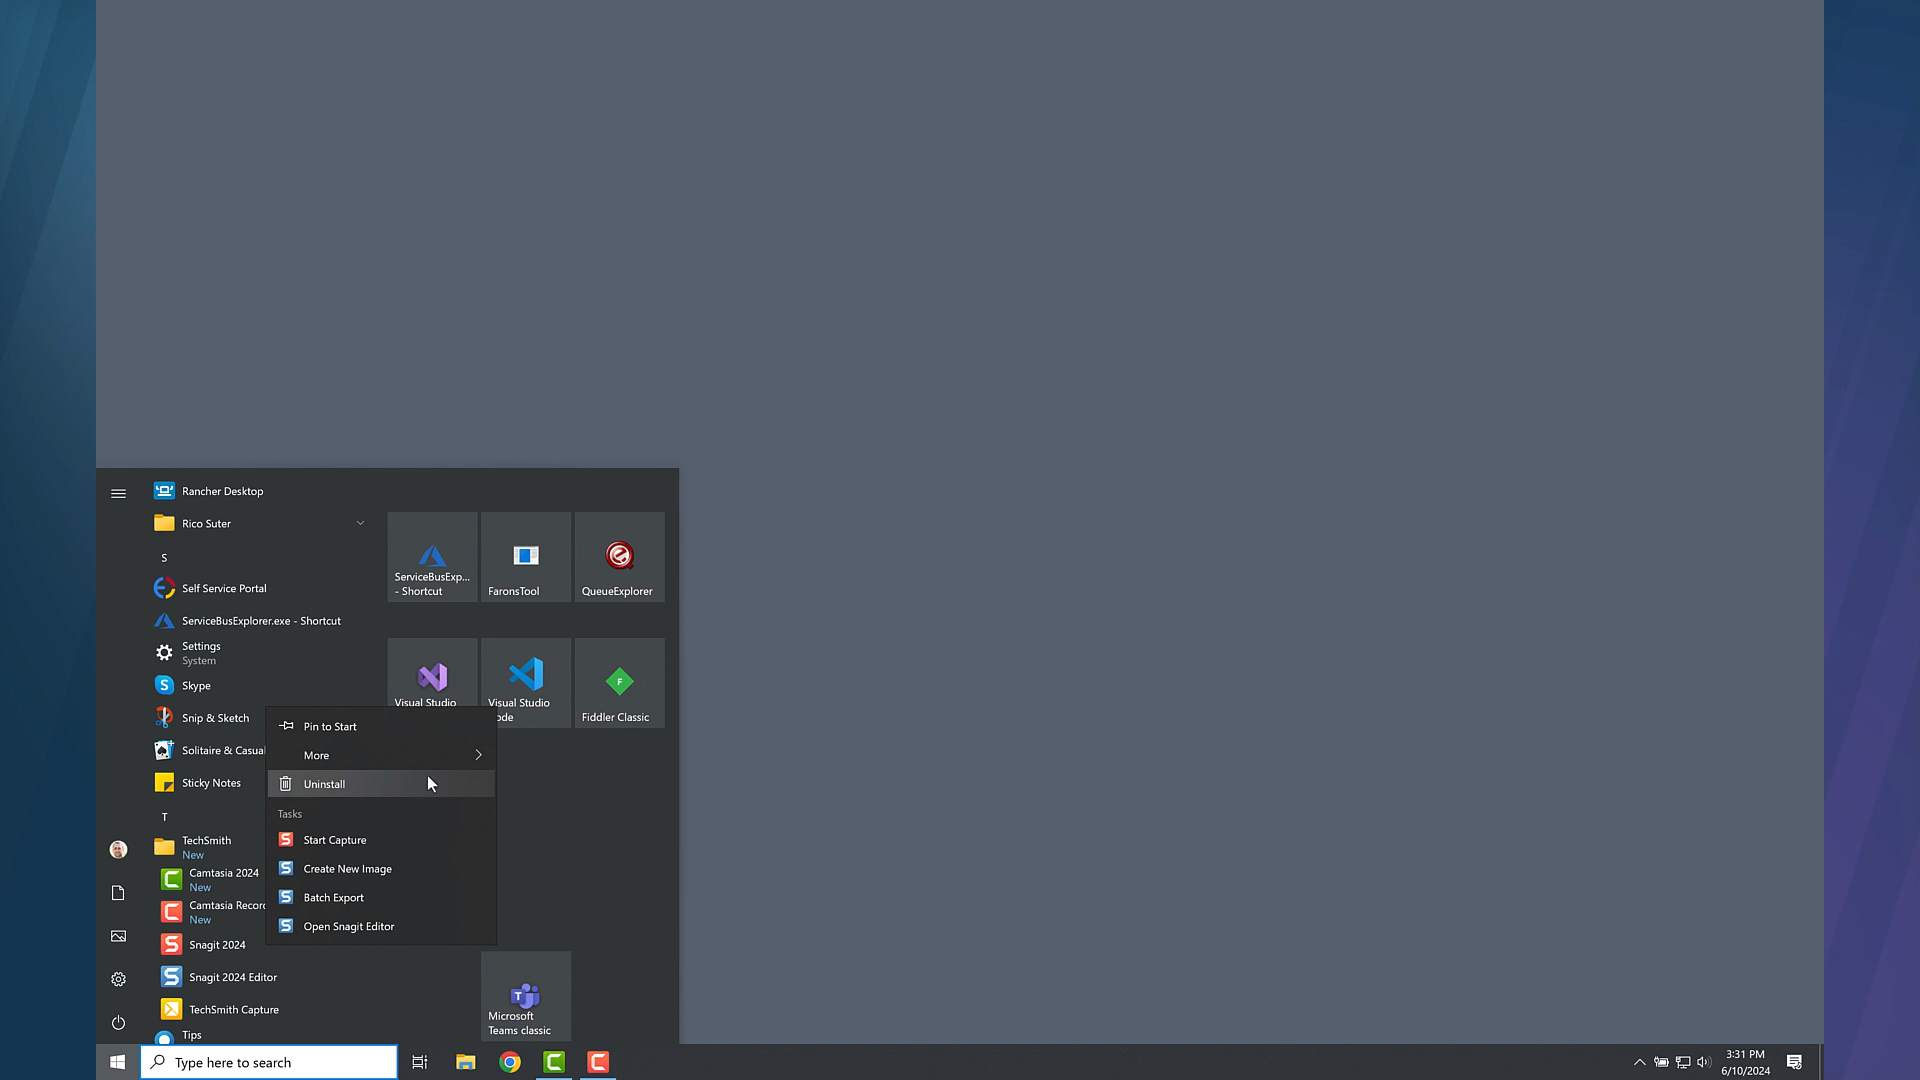 Rancher Desktop
Rico Suter
S
Self Service Portal
ServiceBusExplorer.exe - Shortcut
Settings
System
Skype
Snip & Sketch
Solitaire & Casual
Sticky Notes
T
TechSmith
New
Camtasia 2024
New
Camtasia Recor
New
Snagit 2024
Snagit 2024 Editor
TechSmith Capture
Tips
ServiceBusExp...
- Shortcut
FaronsTool
QueueExplorer
Visual Studio
Visual Studio
ode
Fiddler Classic
F
Pin to Start
More
Uninstall
Tasks
Start Capture
Create New Image
Batch Export
Open Snagit Editor
Microsoft
Teams classic
Type here to search
3:31 PM
6/10/2024